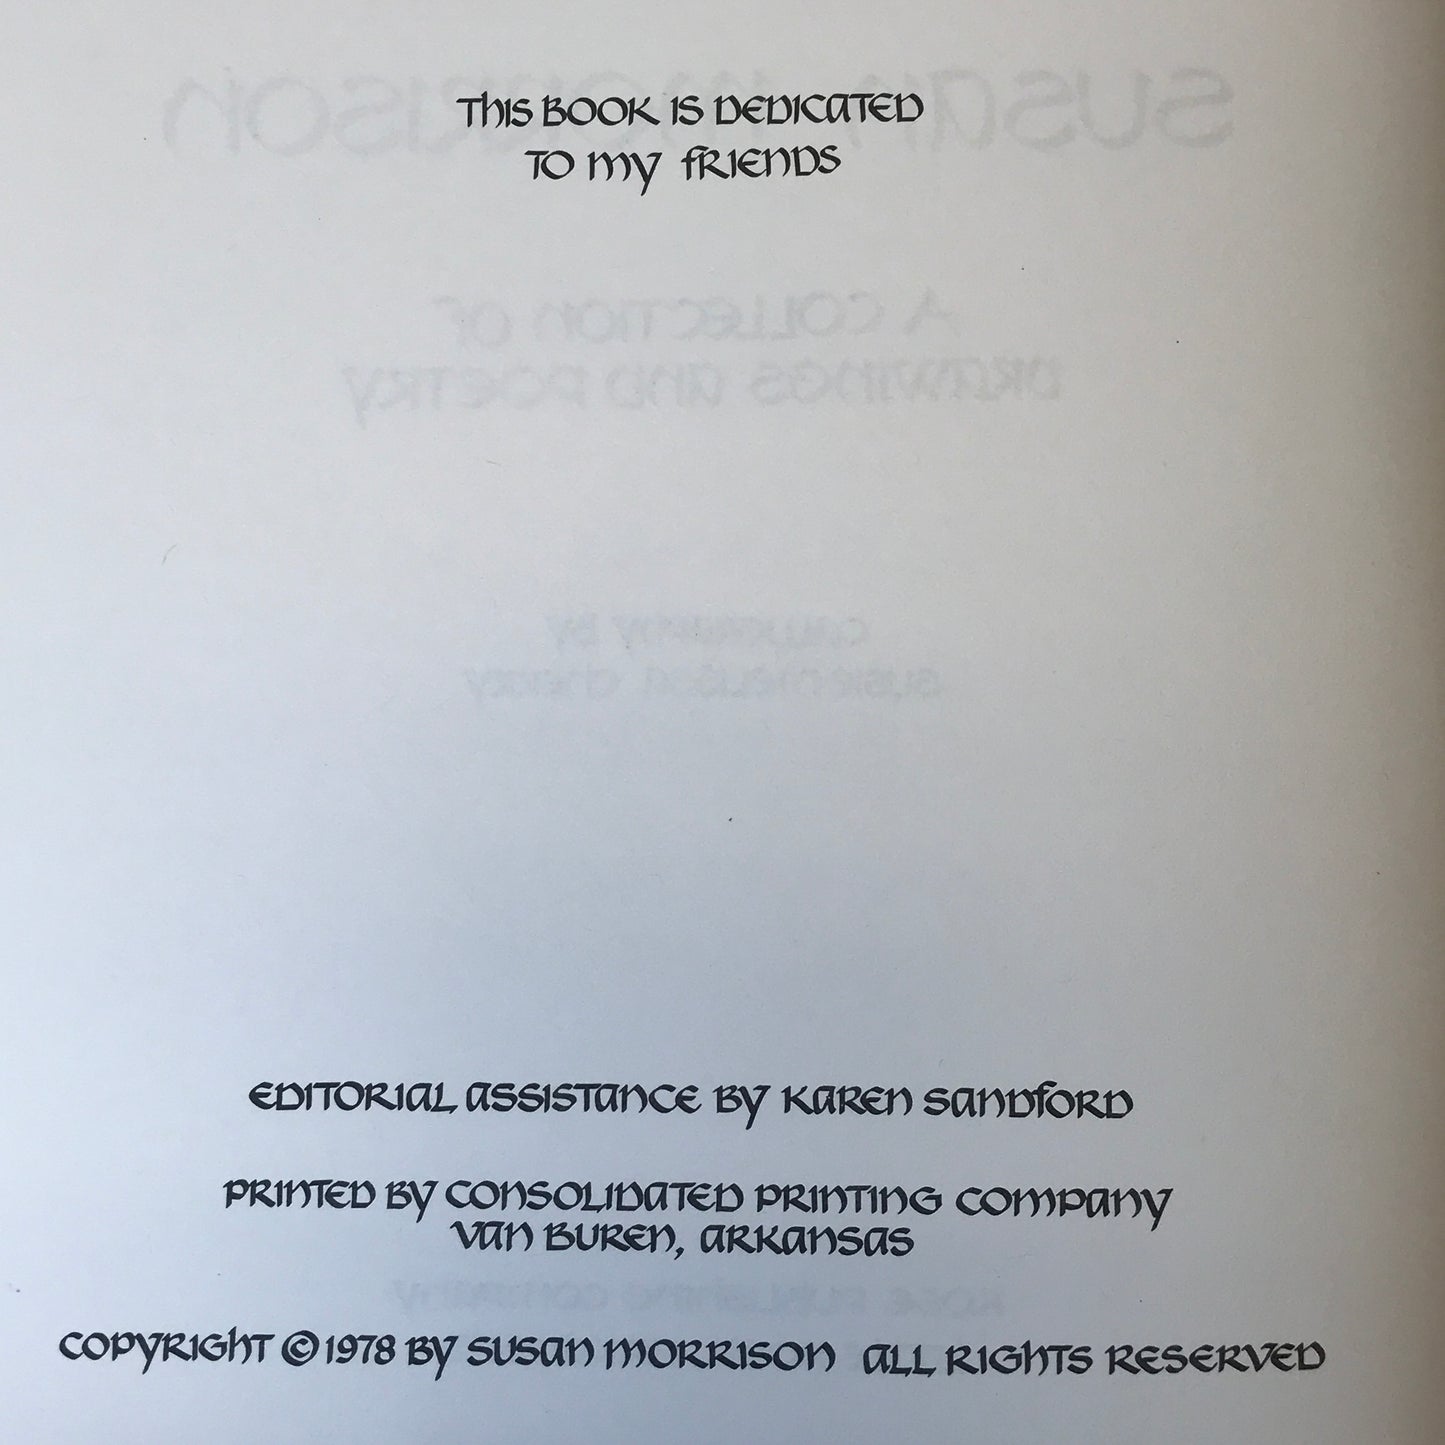 THIS BOOK IS DEDICATED
TO MY FRIENDS
EDITORIAL ASSISTANCE BY KAREN SANDFORD
PRINTED BY CONSOLIDATED PRINTING COMPANY
VAN BUREN, ARKANSAS
COPYRIGHT © 1978 BY SUSAN MORRISON ALL RIGHTS RESERVED